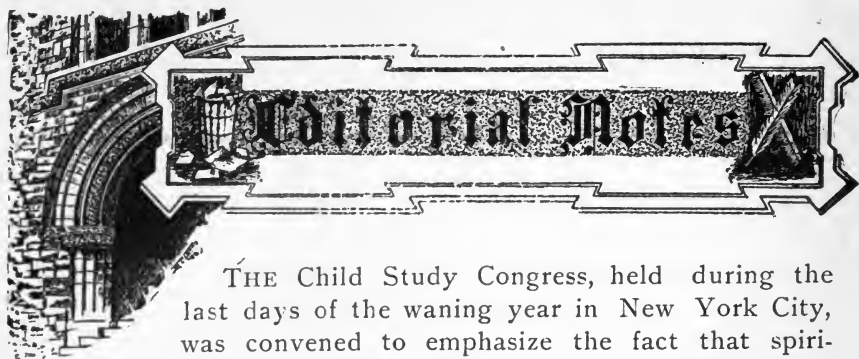 Editorial Notes
THE Child Study Congress, held during the
last days of the waning year in New York City,
was convened to emphasize the fact that spiri-